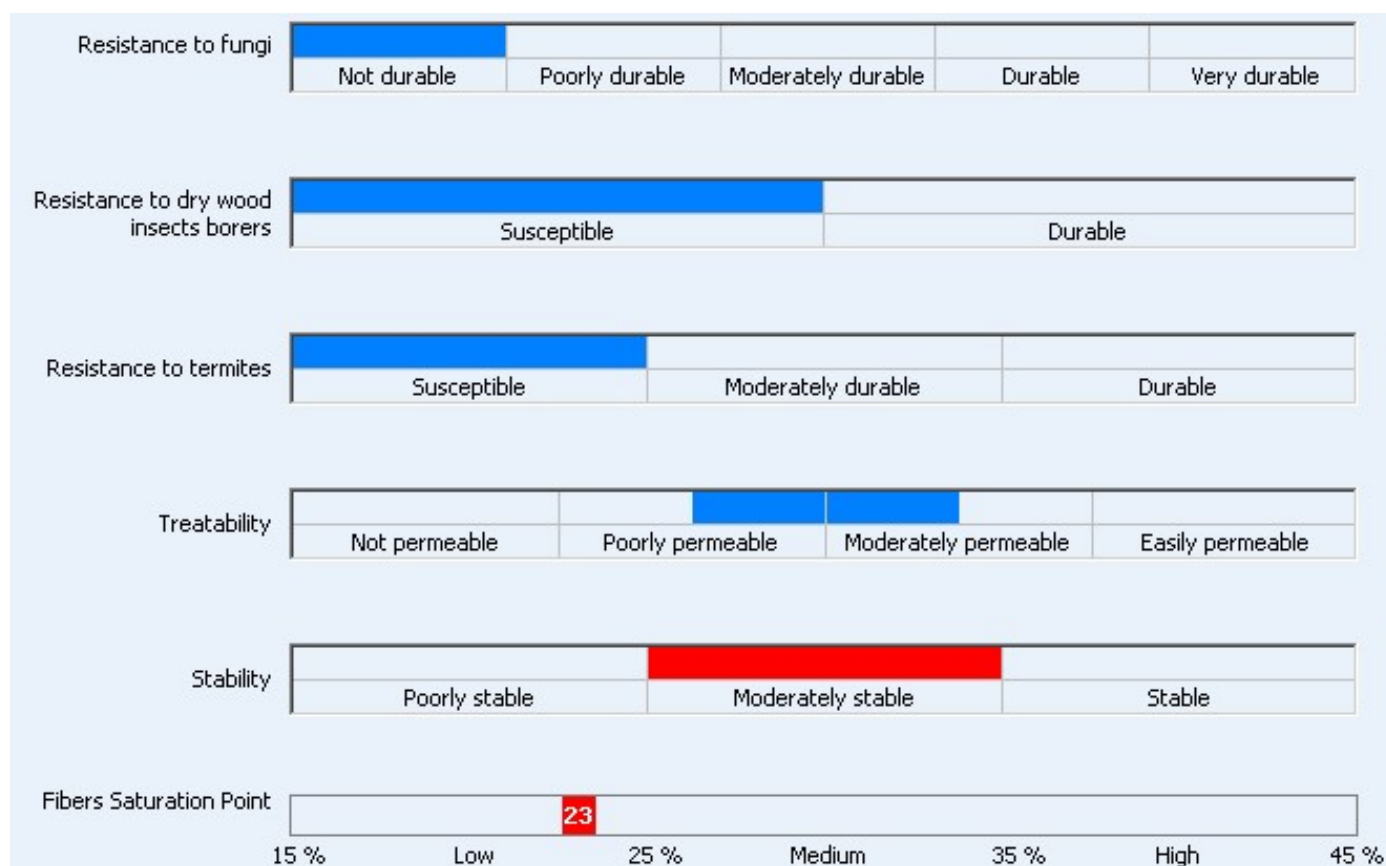 Resistance to fungi
Not durable Poorly durable Moderately durable Durable Very durable
Resistance to dry wood
insects borers
Susceptible Durable
Resistance to termites
Susceptible Moderately durable Durable
Treatability
Not permeable Poorly permeable Moderately permeable Easily permeable
Stability
Poorly stable Moderately stable Stable
Fibers Saturation Point
23
15 % Low 25 % Medium 35 % High 45 %